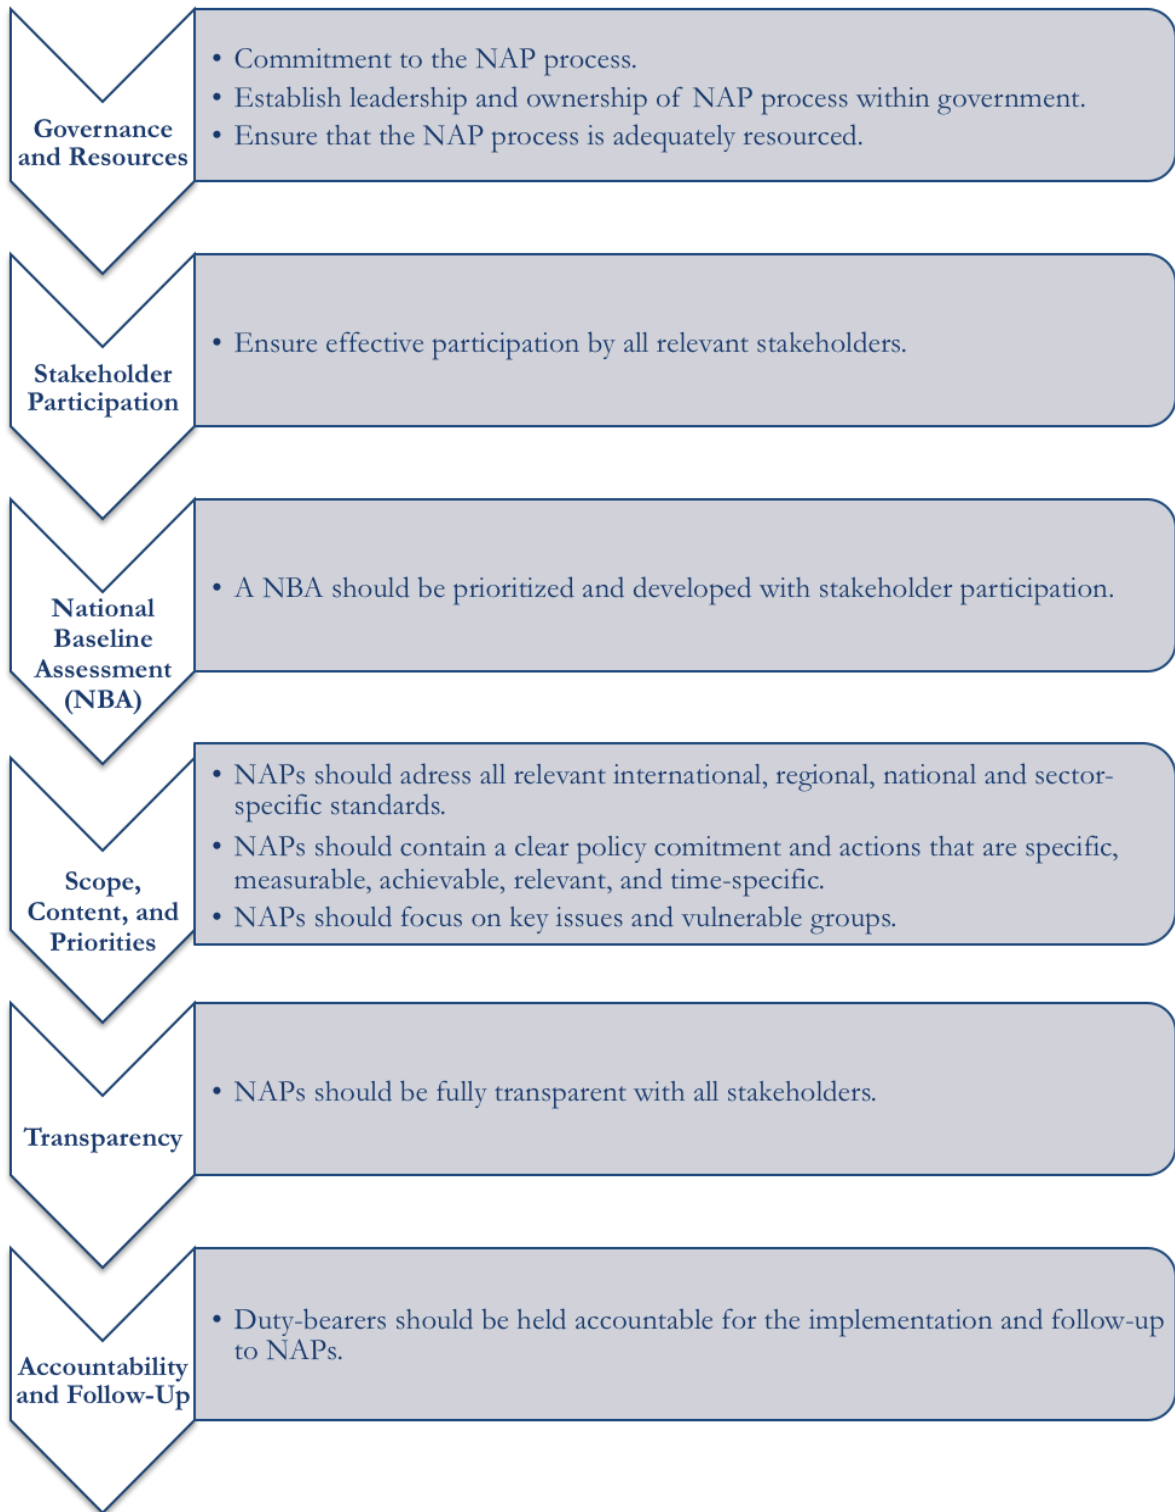 Governance
and Resources
• Commitment to the NAP process.
• Establish leadership and ownership of NAP process within government.
• Ensure that the NAP process is adequately resourced.
Stakeholder
Participation
• Ensure effective participation by all relevant stakeholders.
National
Baseline
Assessment
(NBA)
• A NBA should be prioritized and developed with stakeholder participation.
Scope,
Content, and
Priorities
• NAPs should adress all relevant international, regional, national and sector-
specific standards.
• NAPs should contain a clear policy comitment and actions that are specific,
measurable, achievable, relevant, and time-specific.
• NAPs should focus on key issues and vulnerable groups.
Transparency
• NAPs should be fully transparent with all stakeholders.
Accountability
and Follow-Up
• Duty-bearers should be held accountable for the implementation and follow-up
to NAPs.